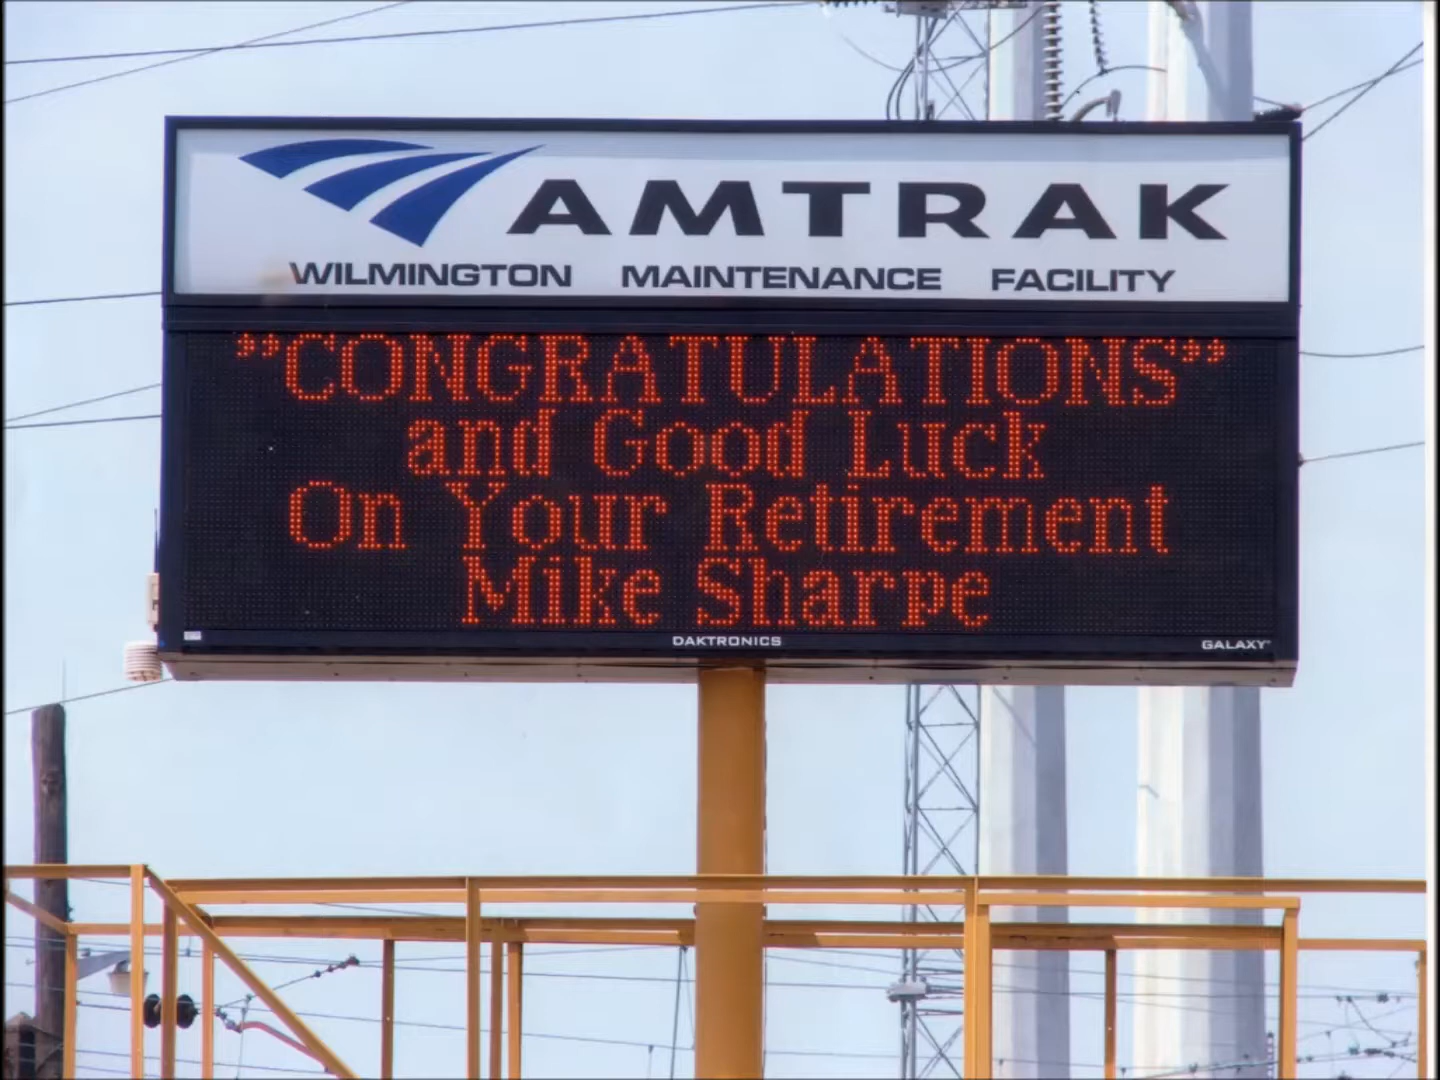 AMTRAK
WILMINGTON MAINTENANCE FACILITY
”CONGRATULATIONS”
and Good Luck
On Your Retirement
Mike Sharpe
DAKTRONICS
GALAXY